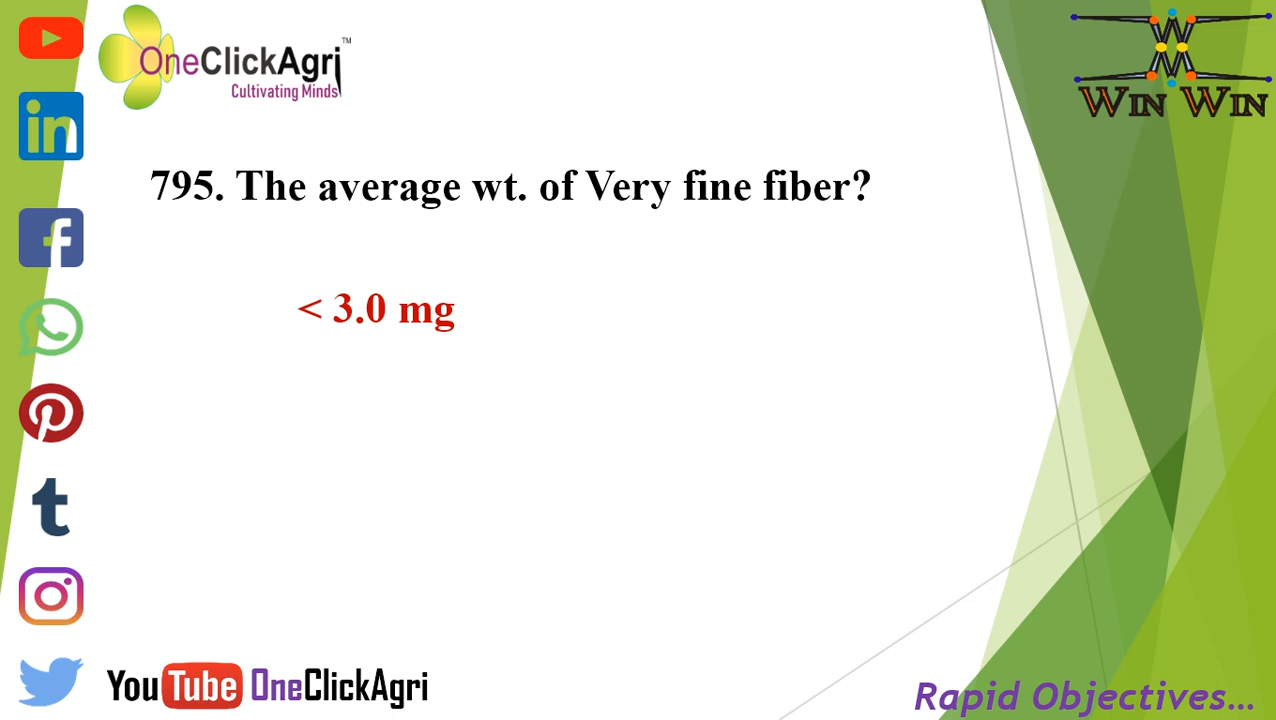 OneClickAgri™
Cultivating Minds
WIN WIN
795. The average wt. of Very fine fiber?
< 3.0 mg
YouTube OneClickAgri
Rapid Objectives...